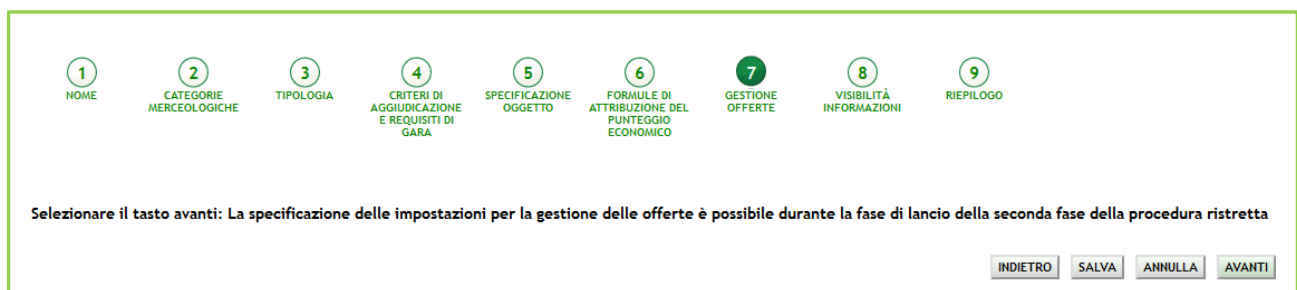 1
NOME
2
CATEGORIE
MERCEOLOGICHE
3
TIPOLOGIA
4
CRITERI DI
AGGIUDICAZIONE
E REQUISITI DI
GARA
5
SPECIFICAZIONE
OGGETTO
6
FORMULE DI
ATTRIBUZIONE DEL
PUNTEGGIO
ECONOMICO
7
GESTIONE
OFFERTE
8
VISIBILITÀ
INFORMAZIONI
9
RIEPILOGO
Selezionare il tasto avanti: La specificazione delle impostazioni per la gestione delle offerte è possibile durante la fase di lancio della seconda fase della procedura ristretta
INDIETRO SALVA ANNULLA AVANTI